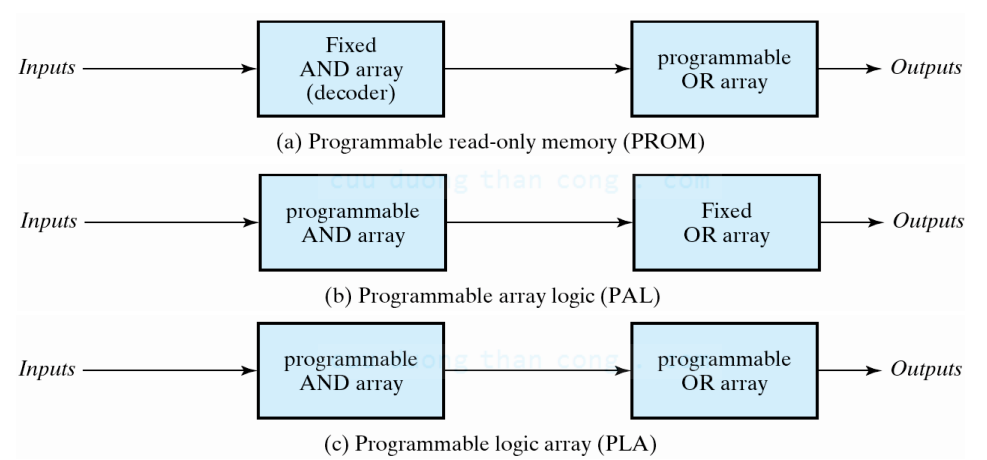 Inputs
Fixed
AND array
(decoder)
programmable
OR array
Outputs
(a) Programmable read-only memory (PROM)
cuu duong than cong . com
Inputs
programmable
AND array
Fixed
OR array
Outputs
(b) Programmable array logic (PAL)
Inputs
programmable
AND array
programmable
OR array
Outputs
(c) Programmable logic array (PLA)